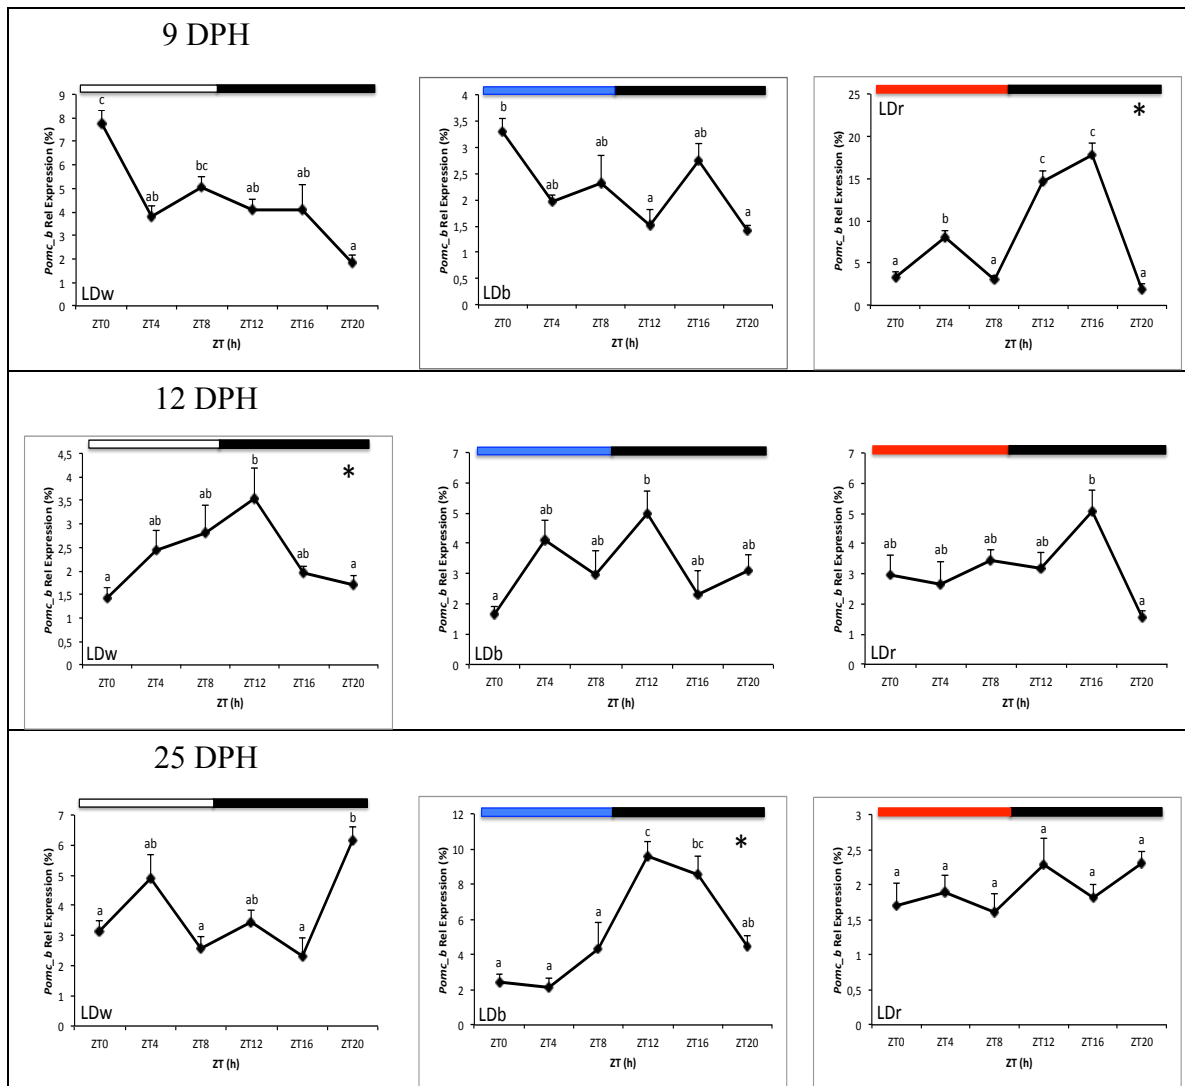 9 DPH
Pomc_b Rel Expression (%)
9
8
7
6
5
4
3
2
1
0
c
ab
bc
ab
ab
a
LDw
ZT0 ZT4 ZT8 ZT12 ZT16 ZT20
ZT (h)
Pomc_b Rel Expression (%)
4
3,5
3
2,5
2
1,5
1
0,5
0
b
ab
ab
a
ab
a
LDb
ZT0 ZT4 ZT8 ZT12 ZT16 ZT20
ZT (h)
Pomc_b Rel Expression (%)
25
20
15
10
5
0
LDr
*
a
b
a
c
c
a
ZT0 ZT4 ZT8 ZT12 ZT16 ZT20
ZT (h)
12 DPH
Pomc_b Rel Expression (%)
4,5
4
3,5
3
2,5
2
1,5
1
0,5
0
*
a
ab
ab
b
ab
a
LDw
ZT0 ZT4 ZT8 ZT12 ZT16 ZT20
ZT (h)
Pomc_b Rel Expression (%)
7
6
5
4
3
2
1
0
a
ab
ab
b
ab
ab
LDb
ZT0 ZT4 ZT8 ZT12 ZT16 ZT20
ZT (h)
Pomc_b Rel Expression (%)
7
6
5
4
3
2
1
0
ab
ab
ab
ab
b
a
LDr
ZT0 ZT4 ZT8 ZT12 ZT16 ZT20
ZT (h)
25 DPH
Pomc_b Rel Expression (%)
7
6
5
4
3
2
1
0
a
ab
a
ab
a
b
LDw
ZT0 ZT4 ZT8 ZT12 ZT16 ZT20
ZT (h)
Pomc_b Rel Expression (%)
12
10
8
6
4
2
0
*
a
a
a
c
bc
ab
LDb
ZT0 ZT4 ZT8 ZT12 ZT16 ZT20
ZT (h)
Pomc_b Rel Expression (%)
3
2,5
2
1,5
1
0,5
0
a
a
a
a
a
a
LDr
ZT0 ZT4 ZT8 ZT12 ZT16 ZT20
ZT (h)